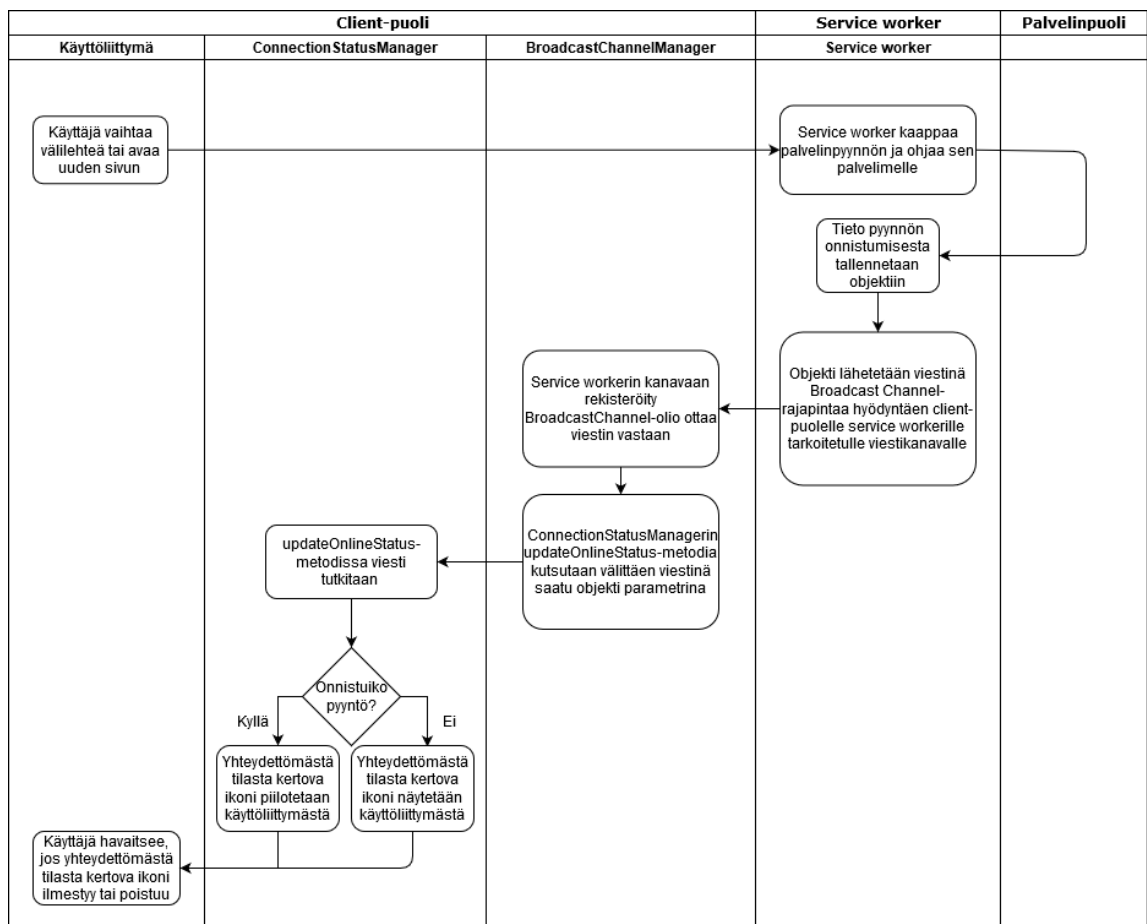 Client-puoli
Service worker
Palvelinpuoli
Käyttöliittymä
ConnectionStatusManager
BroadcastChannelManager
Service worker
Käyttäjä vaihtaa
välilehteä tai avaa
uuden sivun
Service worker kaappaa
palvelinpyynnön ja ohjaa sen
palvelimelle
Tieto pyynnön
onnistumisesta
tallennetaan
objektiin
Objekti lähetetään viestinä
Broadcast Channel-
rajapintaa hyödyntäen client-
puolelle service workerille
tarkoitetulle viestikanavalle
Service workerin kanavaan
rekisteröity
BroadcastChannel-olio ottaa
viestin vastaan
ConnectionStatusManagerin
updateOnlineStatus-metodia
kutsutaan välittäen viestinä
saatu objekti parametrina
updateOnlineStatus-
metodissa viesti
tutkitaan
Onnistuiko
pyyntö?
Kyllä
Ei
Yhteydettömästä
tilasta kertova
ikoni piilotetaan
käyttöliittymästä
Yhteydettömästä
tilasta kertova
ikoni näytetään
käyttöliittymästä
Käyttäjä havaitsee,
jos yhteydettömästä
tilasta kertova ikoni
ilmestyy tai poistuu